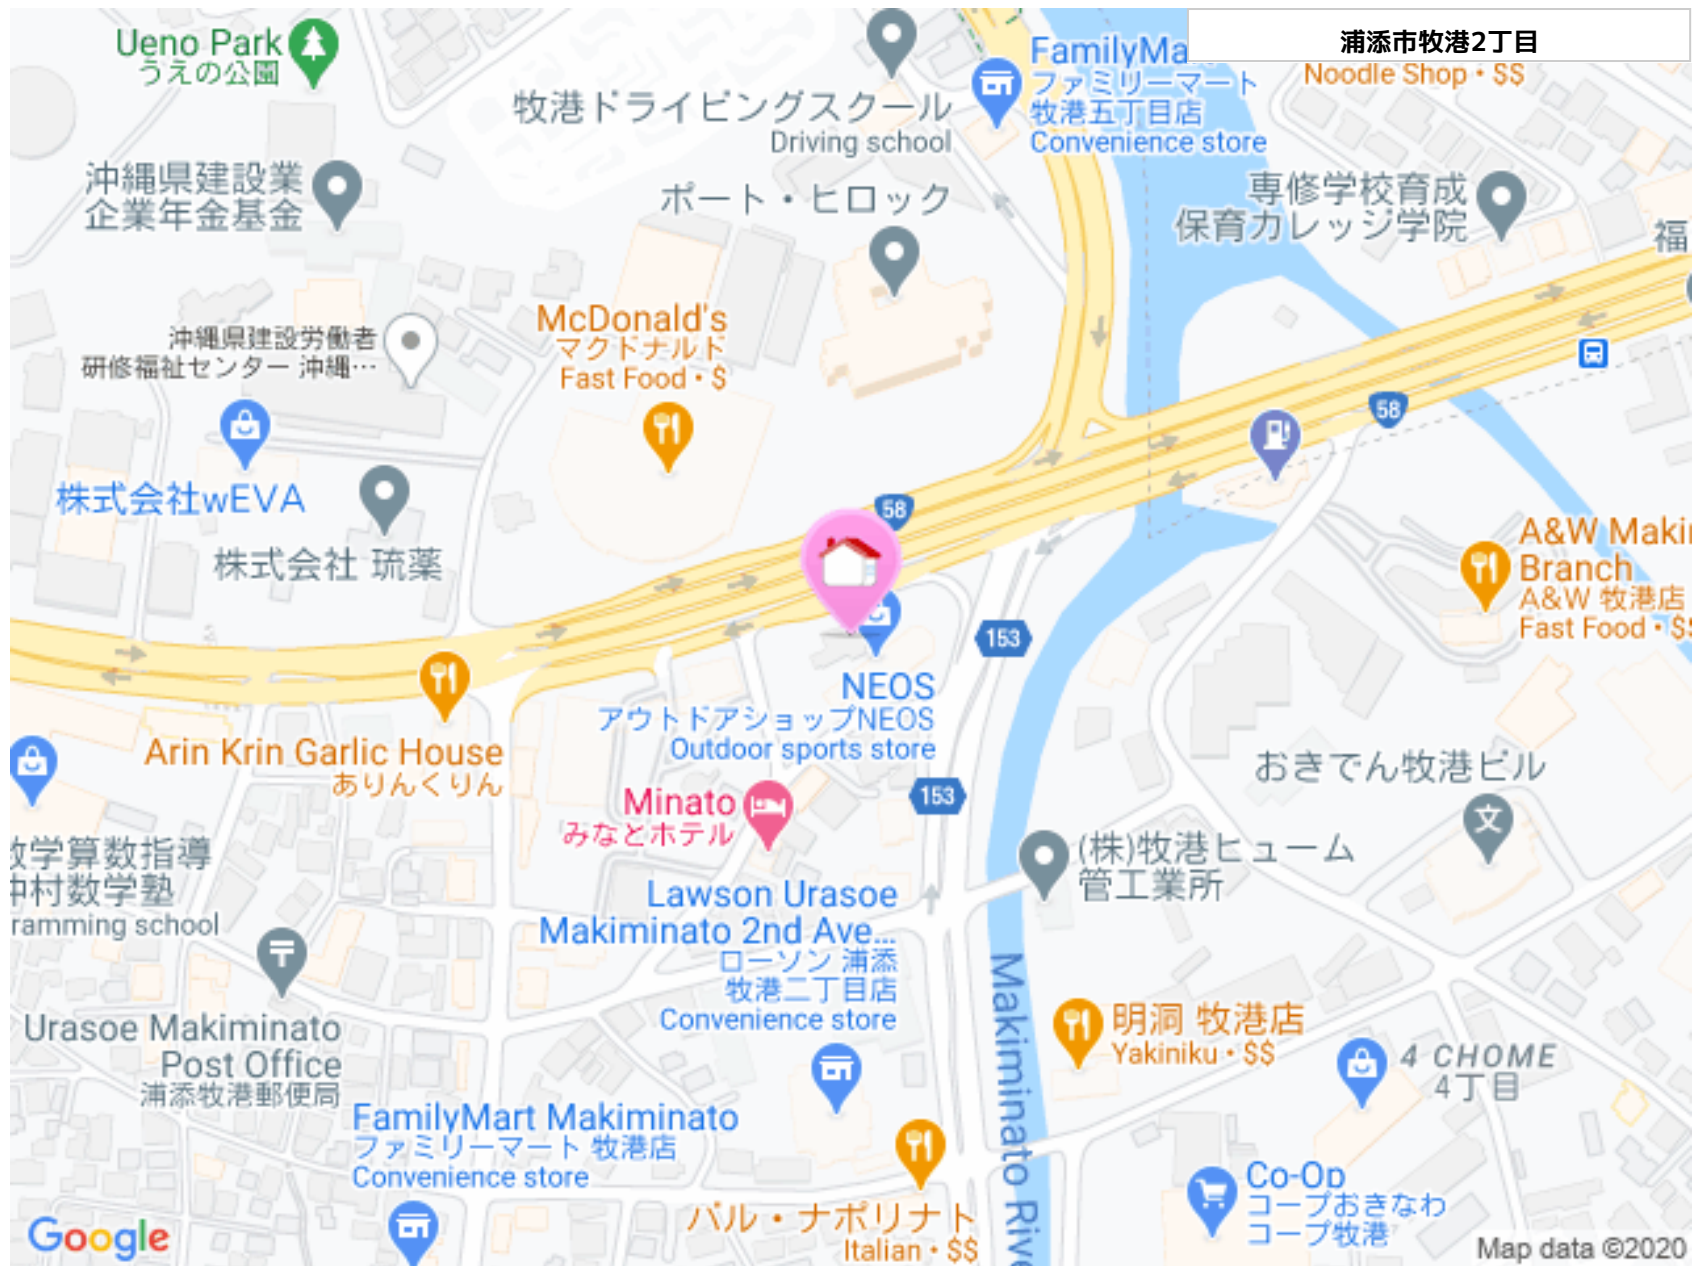 浦添市牧港2丁目
Ueno Park
うえの公園
FamilyMa
ファミリーマート
牧港五丁目店
Convenience store
Noodle Shop • $$
牧港ドライビングスクール
Driving school
沖縄県建設業
企業年金基金
ポート・ヒロック
専修学校育成
保育カレッジ学院
福
McDonald's
マクドナルド
Fast Food • $
沖縄県建設労働者
研修福祉センター 沖縄…
58
58
株式会社wEVA
株式会社 琉薬
A&W Maki
Branch
A&W 牧港店
Fast Food • $
153
NEOS
アウトドアショップNEOS
Outdoor sports store
Arin Krin Garlic House
ありんくりん
おきでん牧港ビル
Minato
みなとホテル
153
(株)牧港ヒューム
管工業所
学算数指導
村数学塾
ramming school
Lawson Urasoe
Makiminato 2nd Ave...
ローソン 浦添
牧港二丁目店
Convenience store
Urasoe Makiminato
Post Office
浦添牧港郵便局
明洞 牧港店
Yakiniku • $$
4 CHOME
4丁目
Makiminato Rive
FamilyMart Makiminato
ファミリーマート 牧港店
Convenience store
Co-Op
コープおきなわ
コープ牧港
バル・ナポリナト
Italian • $$
Google
Map data ©2020